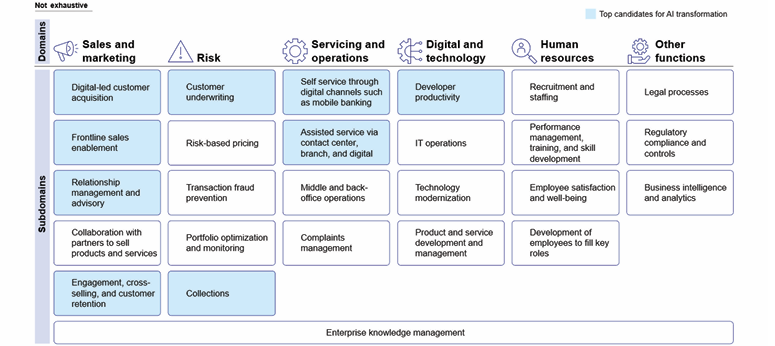 Not exhaustive
Top candidates for AI transformation
Domains
Sales and
marketing
Risk
Servicing and
operations
Digital and
technology
Human
resources
Other
functions
Subdomains
Digital-led customer
acquisition
Customer
underwriting
Self service through
digital channels such
as mobile banking
Developer
productivity
Recruitment and
staffing
Legal processes
Frontline sales
enablement
Risk-based pricing
Assisted service via
contact center,
branch, and digital
IT operations
Performance
management,
training, and skill
development
Regulatory
compliance and
controls
Relationship
management and
advisory
Transaction fraud
prevention
Middle and back-
office operations
Technology
modernization
Employee satisfaction
and well-being
Business intelligence
and analytics
Collaboration with
partners to sell
products and services
Portfolio optimization
and monitoring
Complaints
management
Product and service
development and
management
Development of
employees to fill key
roles
Engagement, cross-
selling, and customer
retention
Collections
Enterprise knowledge management